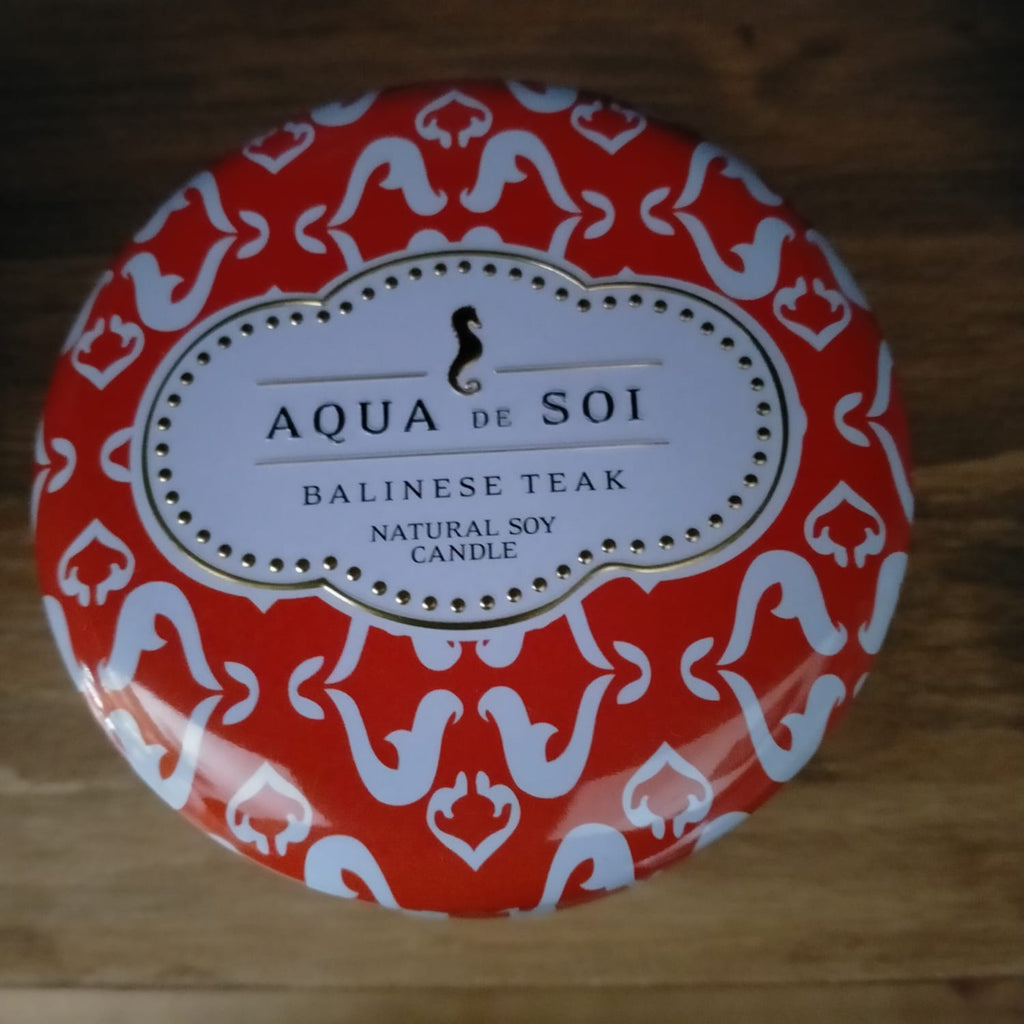 AQUA DE SOI
BALINESE TEAK
NATURAL SOY
CANDLE